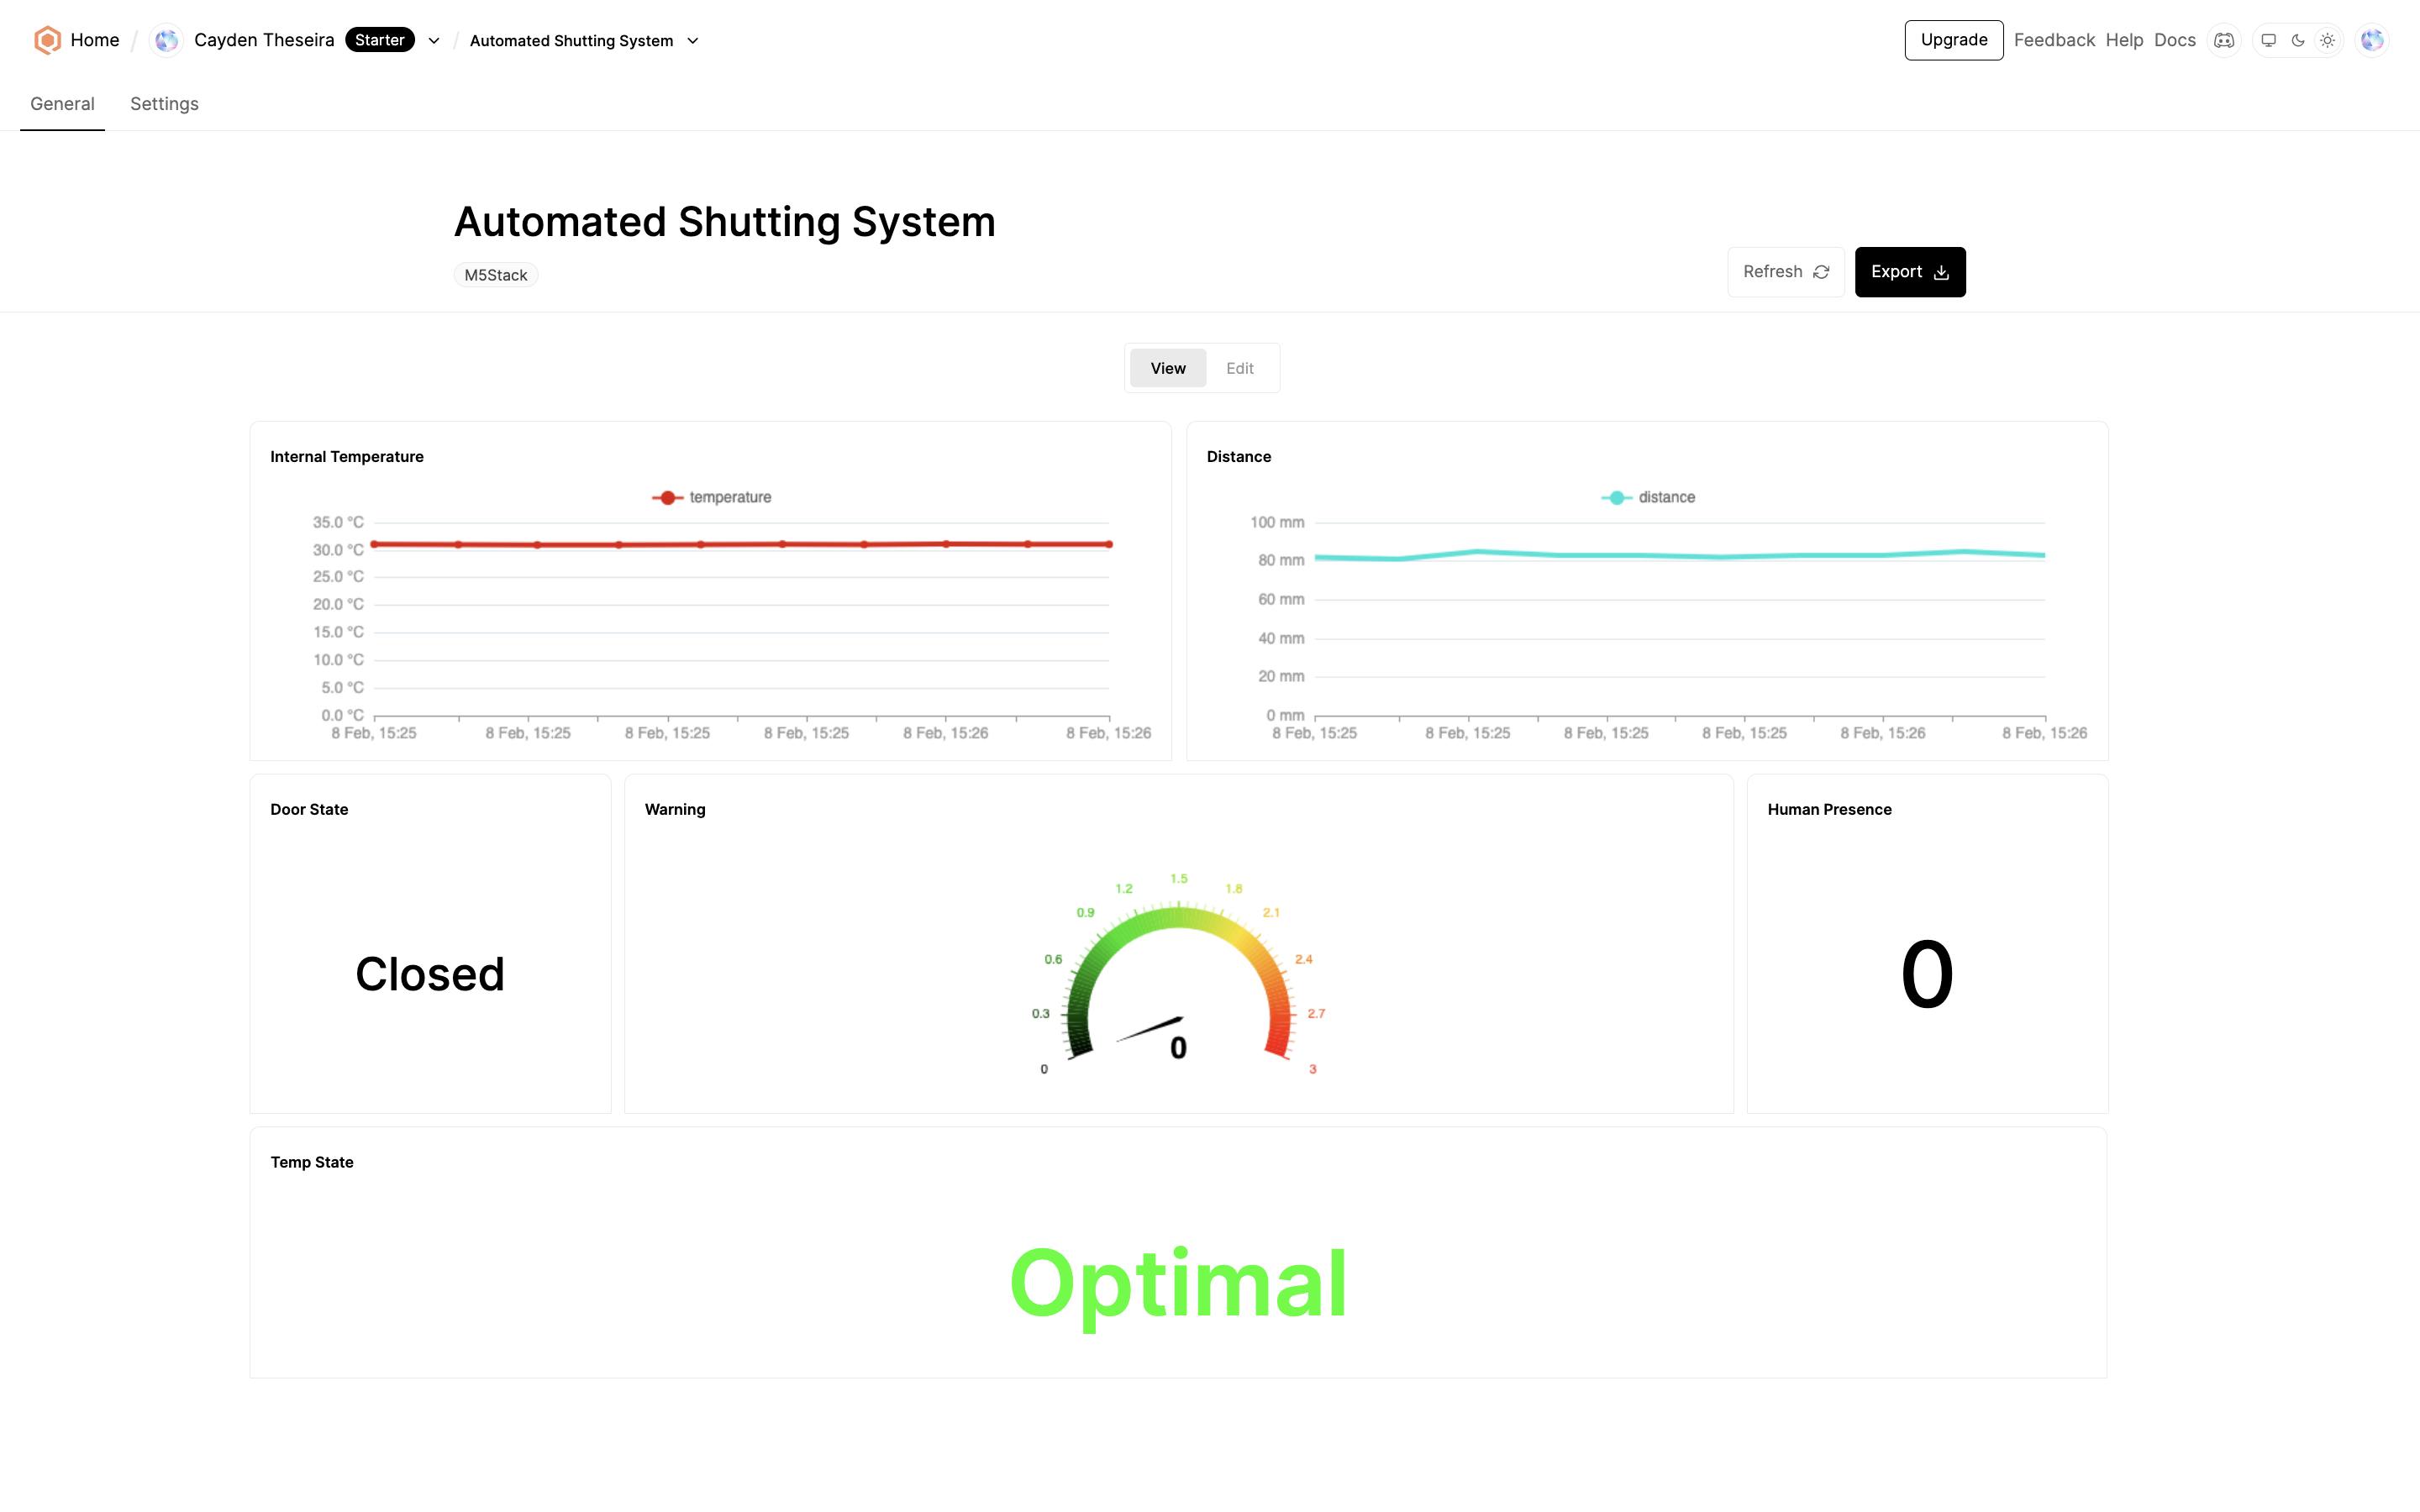 Home / Cayden Theseira Starter / Automated Shutting System
Upgrade Feedback Help Docs
General Settings
Automated Shutting System
M5Stack
Refresh Export
View Edit
Internal Temperature
temperature
35.0 °C
30.0 °C
25.0 °C
20.0 °C
15.0 °C
10.0 °C
5.0 °C
0.0 °C
8 Feb, 15:25 8 Feb, 15:25 8 Feb, 15:25 8 Feb, 15:25 8 Feb, 15:26 8 Feb, 15:26
Distance
distance
100 mm
80 mm
60 mm
40 mm
20 mm
0 mm
8 Feb, 15:25 8 Feb, 15:25 8 Feb, 15:25 8 Feb, 15:25 8 Feb, 15:26 8 Feb, 15:26
Door State
Closed
Warning
0
0.3
0.6
0.9
1.2
1.5
1.8
2.1
2.4
2.7
3
0
Human Presence
0
Temp State
Optimal